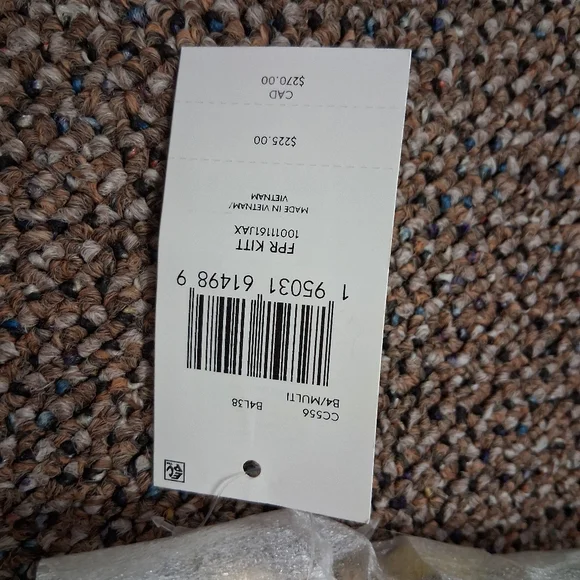 CC556
B4/MULTI B4L38
1 95031 61498 9
FPR KITT
10011161JAX
MADE IN VIETNAM/
VIETNAM
$225.00
CAD
$270.00